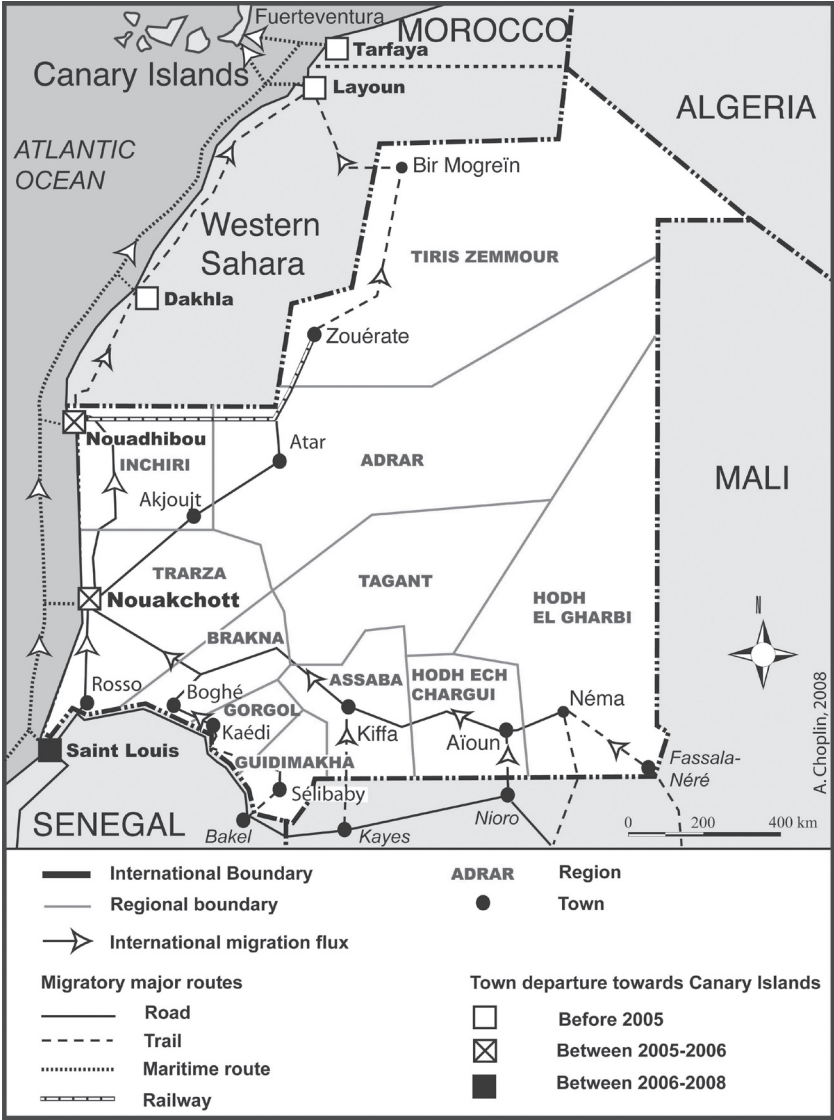 Fuerteventura
MOROCCO
Tarfaya
Canary Islands
Layoun
ALGERIA
ATLANTIC
OCEAN
Bir Mogreïn
Western
Sahara
TIRIS ZEMMOUR
Dakhla
Zouérate
Nouadhibou
Atar
INCHIRI
ADRAR
MALI
Akjoujt
TRARZA
TAGANT
Nouakchott
HODH
EL GHARBI
N
BRAKNA
ASSABA
HODH ECH
CHARGUI
Rosso
Boghé
GORGOL
Néma
Kaédi
Kiffa
Aïoun
Saint Louis
GUIDIMAKHA
Fassala-
Néré
Sélibaby
A. Choplin, 2008
SENEGAL
Bakel
Kayes
Nioro
0 200 400 km
International Boundary
Regional boundary
International migration flux
ADRAR Region
Town
Migratory major routes
Road
Trail
Maritime route
Railway
Town departure towards Canary Islands
Before 2005
Between 2005-2006
Between 2006-2008